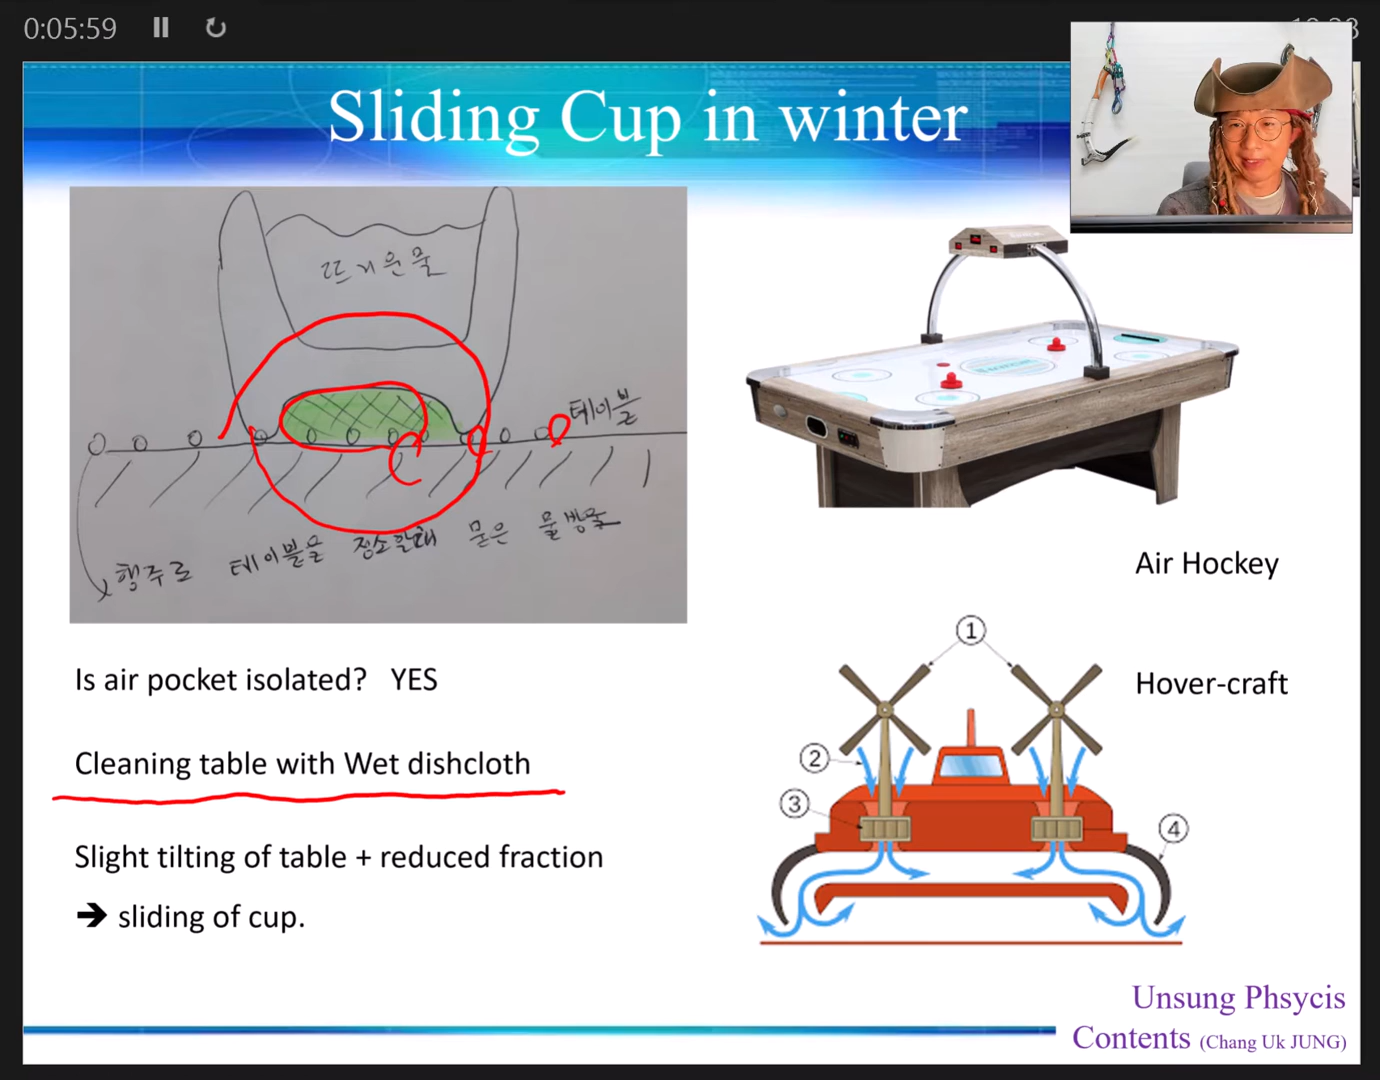 0:05:59
Sliding Cup in winter
뜨거운물
테이블
행주로 테이블을 청소할때 묻은 물방울
Is air pocket isolated? YES
Cleaning table with Wet dishcloth
Slight tilting of table + reduced fraction
➔ sliding of cup.
Air Hockey
Hover-craft
1
2
3
4
Unsung Phsycis
Contents (Chang Uk JUNG)